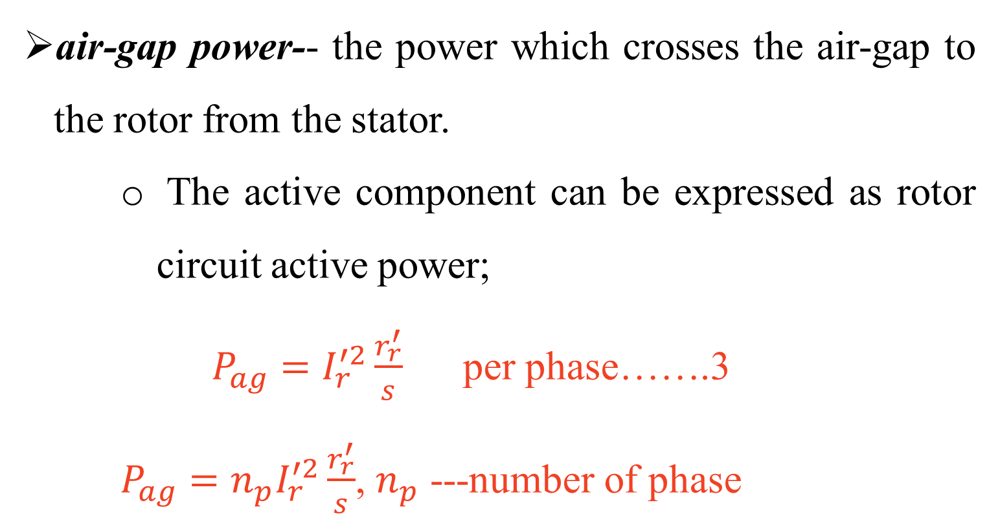 ➢air-gap power-- the power which crosses the air-gap to
the rotor from the stator.
o The active component can be expressed as rotor
circuit active power;
P_{ag} = I_r'^2 \frac{r_r'}{s} per phase…….3
P_{ag} = n_p I_r'^2 \frac{r_r'}{s}, n_p ---number of phase